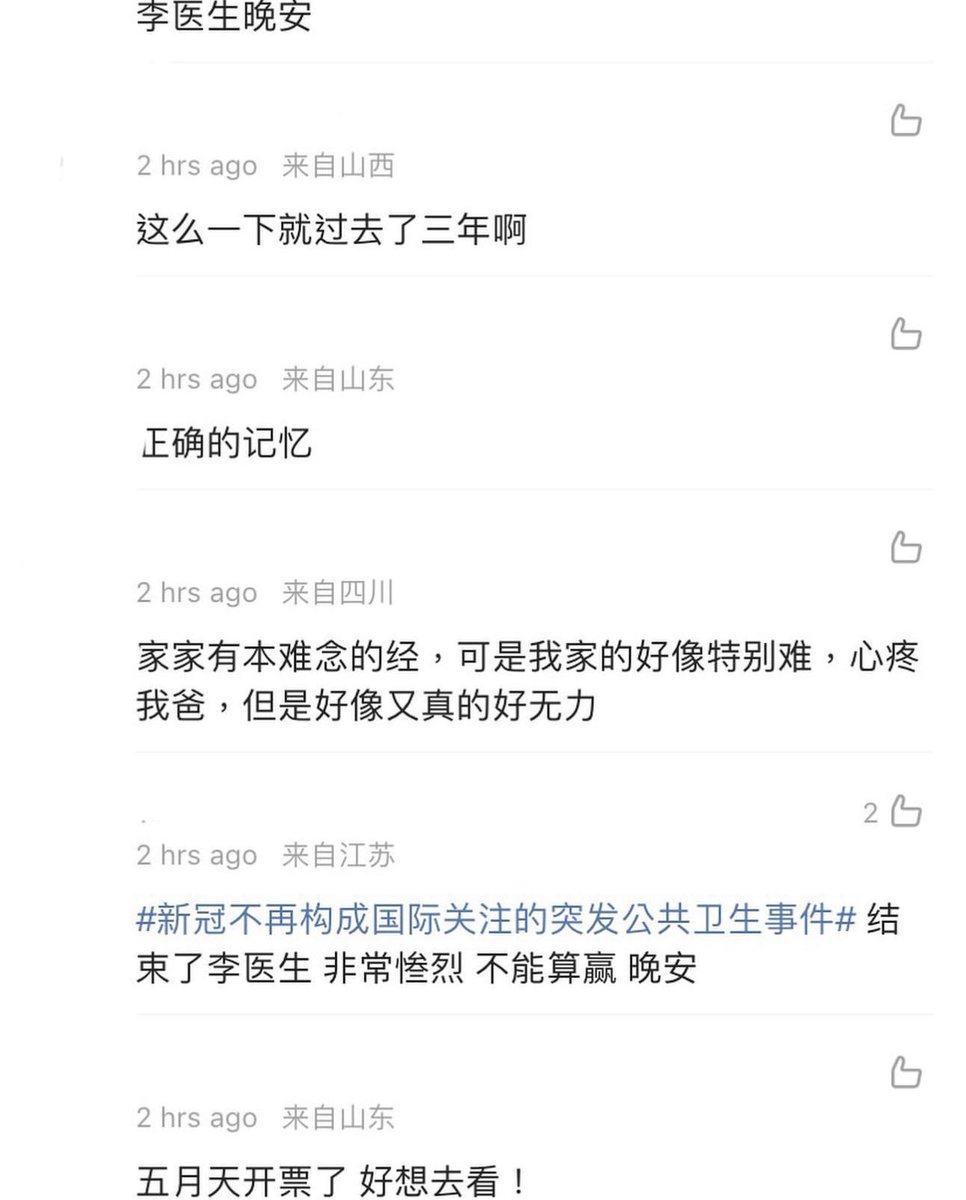 李医生晚安
2 hrs ago 来自山西
这么一下就过去了三年啊
2 hrs ago 来自山东
正确的记忆
2 hrs ago 来自四川
家家有本难念的经，可是我家的好像特别难，心疼
我爸，但是好像又真的好无力
2
2 hrs ago 来自江苏
#新冠不再构成国际关注的突发公共卫生事件# 结
束了李医生 非常惨烈 不能算赢 晚安
2 hrs ago 来自山东
五月天开票了 好想去看！